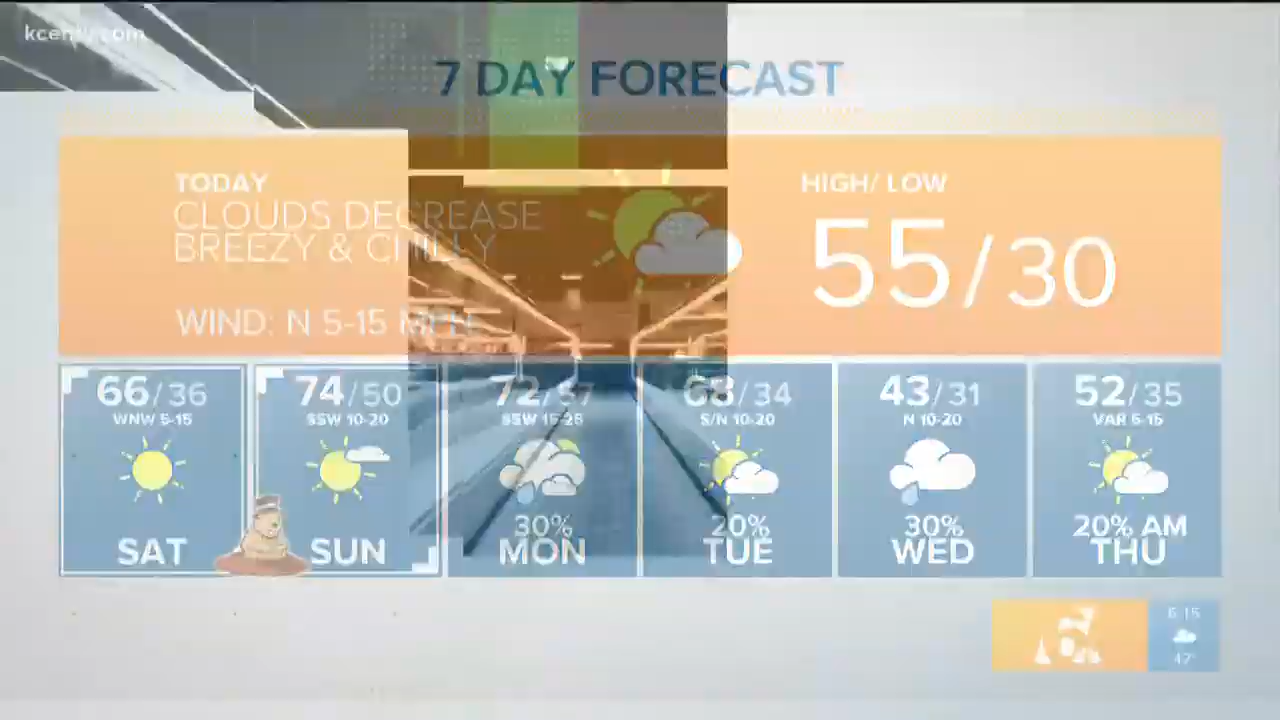 kcentv.com
7 DAY FORECAST
TODAY
CLOUDS DECREASE
BREEZY & CHILLY
WIND: N 5-15 MPH
HIGH/ LOW
55/30
66/36
WNW 5-15
SAT
74/50
SSW 10-20
SUN
72/57
SSW 15-25
30%
MON
68/34
S/N 10-20
20%
TUE
43/31
N 10-20
30%
WED
52/35
VAR 5-15
20% AM
THU
6:15
47°